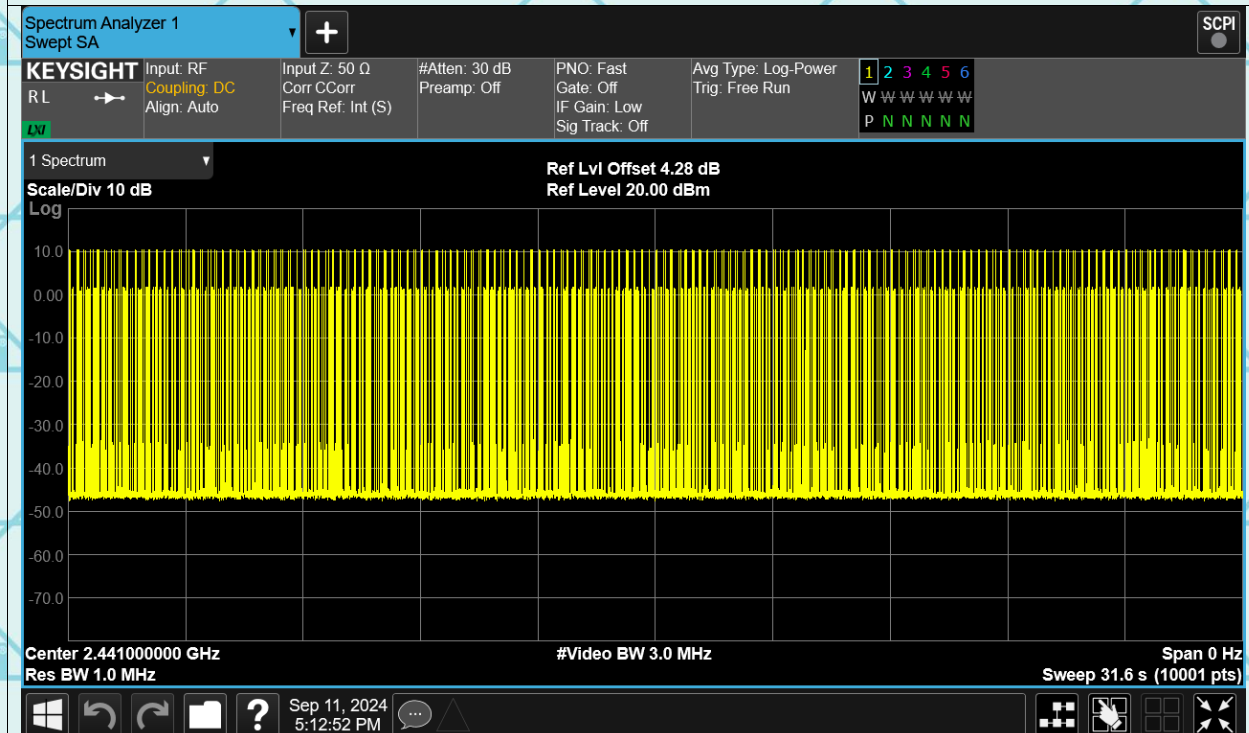 Spectrum Analyzer 1
Swept SA
+
SCPI
KEYSIGHT
RL
LXI
Input: RF
Coupling: DC
Align: Auto
Input Z: 50 Ω
Corr CCorr
Freq Ref: Int (S)
#Atten: 30 dB
Preamp: Off
PNO: Fast
Gate: Off
IF Gain: Low
Sig Track: Off
Avg Type: Log-Power
Trig: Free Run
1 2 3 4 5 6
W W W W W W
P N N N N N
1 Spectrum
Scale/Div 10 dB
Log
Ref Lvl Offset 4.28 dB
Ref Level 20.00 dBm
10.0
0.00
-10.0
-20.0
-30.0
-40.0
-50.0
-60.0
-70.0
Center 2.441000000 GHz
Res BW 1.0 MHz
#Video BW 3.0 MHz
Span 0 Hz
Sweep 31.6 s (10001 pts)
?
Sep 11, 2024
5:12:52 PM